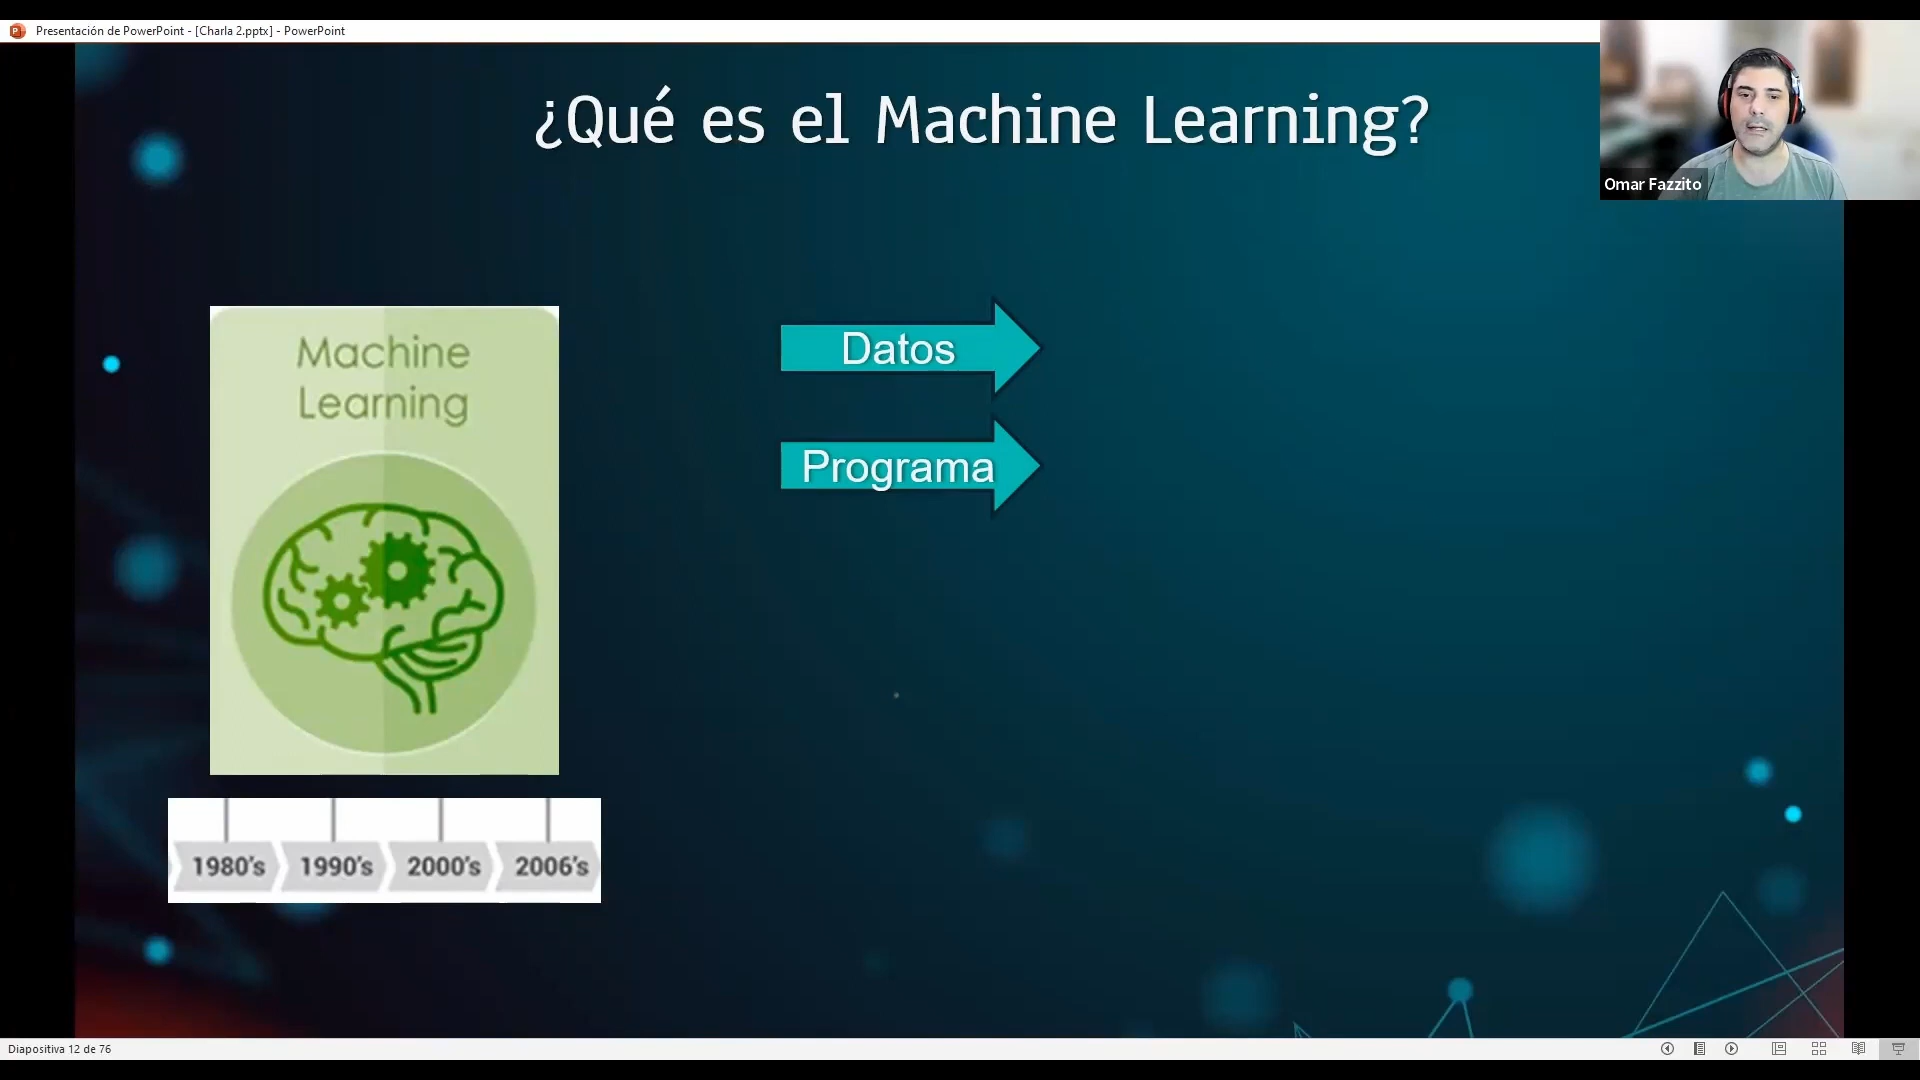 Presentación de PowerPoint - [Charla 2.pptx] - PowerPoint
¿Qué es el Machine Learning?
Omar Fazzito
Machine
Learning
Datos
Programa
1980's 1990's 2000's 2006's
Diapositiva 12 de 76